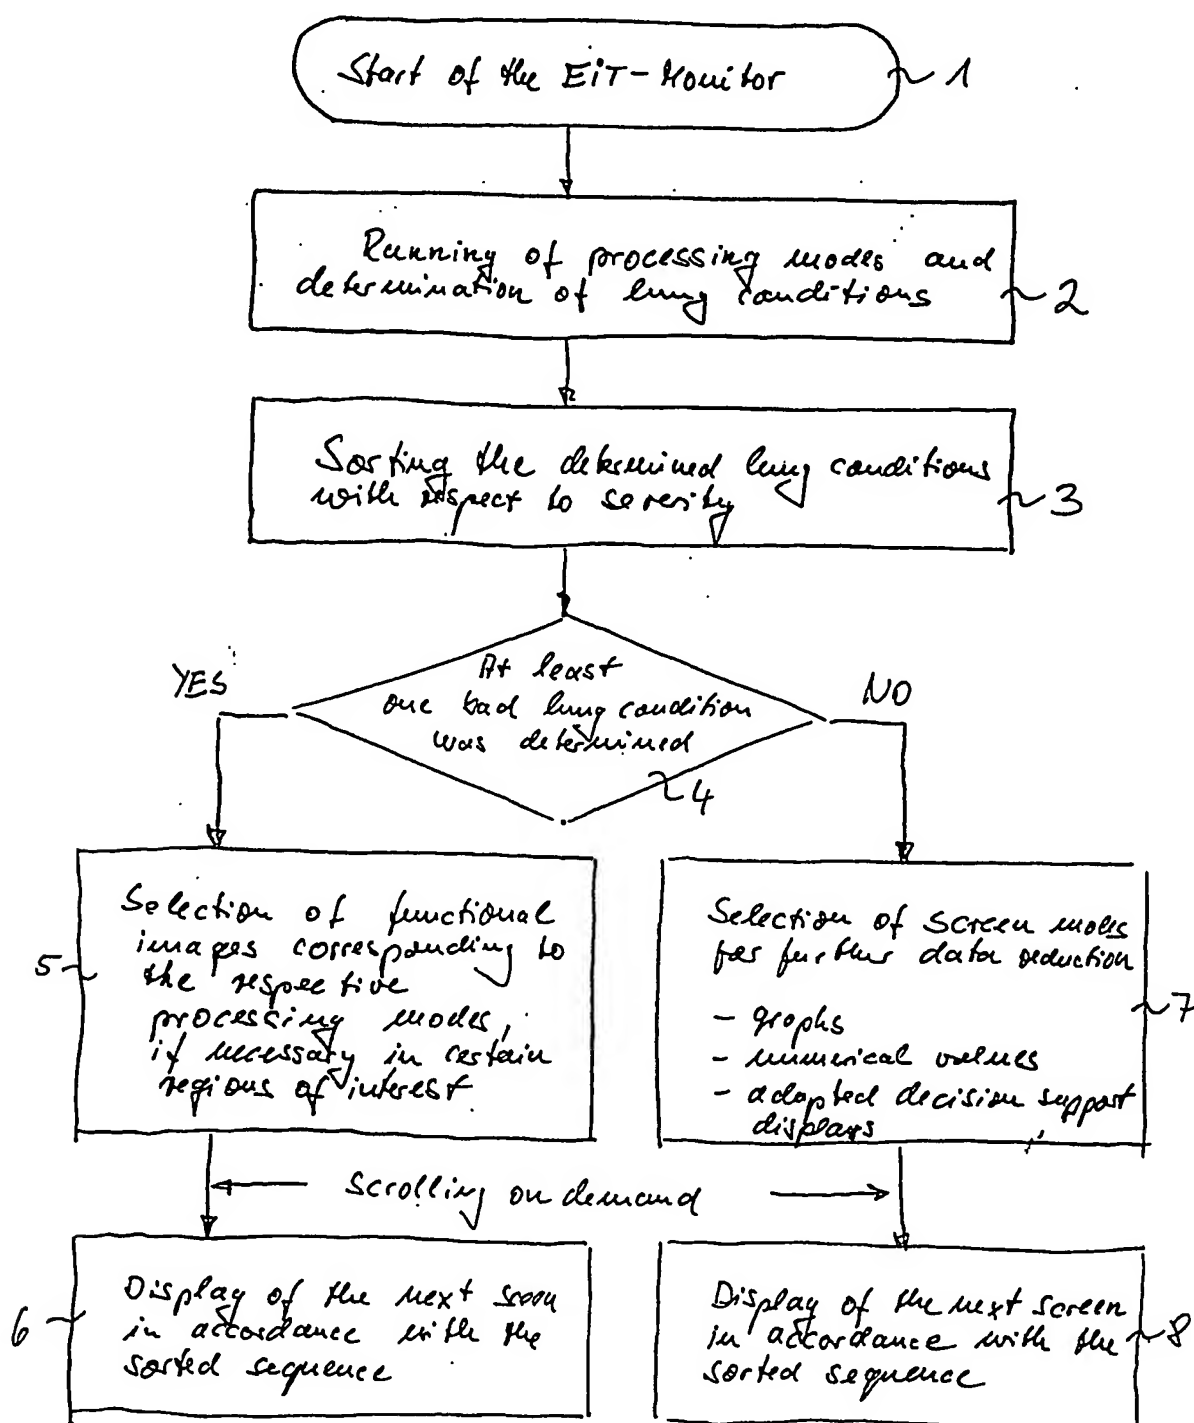 Start of the EIT-Monitor
1
Running of processing modes and
determination of lung conditions
2
Sorting the determined lung conditions
with respect to severity
3
YES
At least
one bad lung condition
was determined
NO
4
Selection of functional
images corresponding to
the respective
processing modes,
if necessary in certain
regions of interest
5
Selection of screen modes
for further data reduction
- graphs
- numerical values
- adapted decision support
displays
7
Scrolling on demand
Display of the next screen
in accordance with the
sorted sequence
6
Display of the next screen
in accordance with the
sorted sequence
8